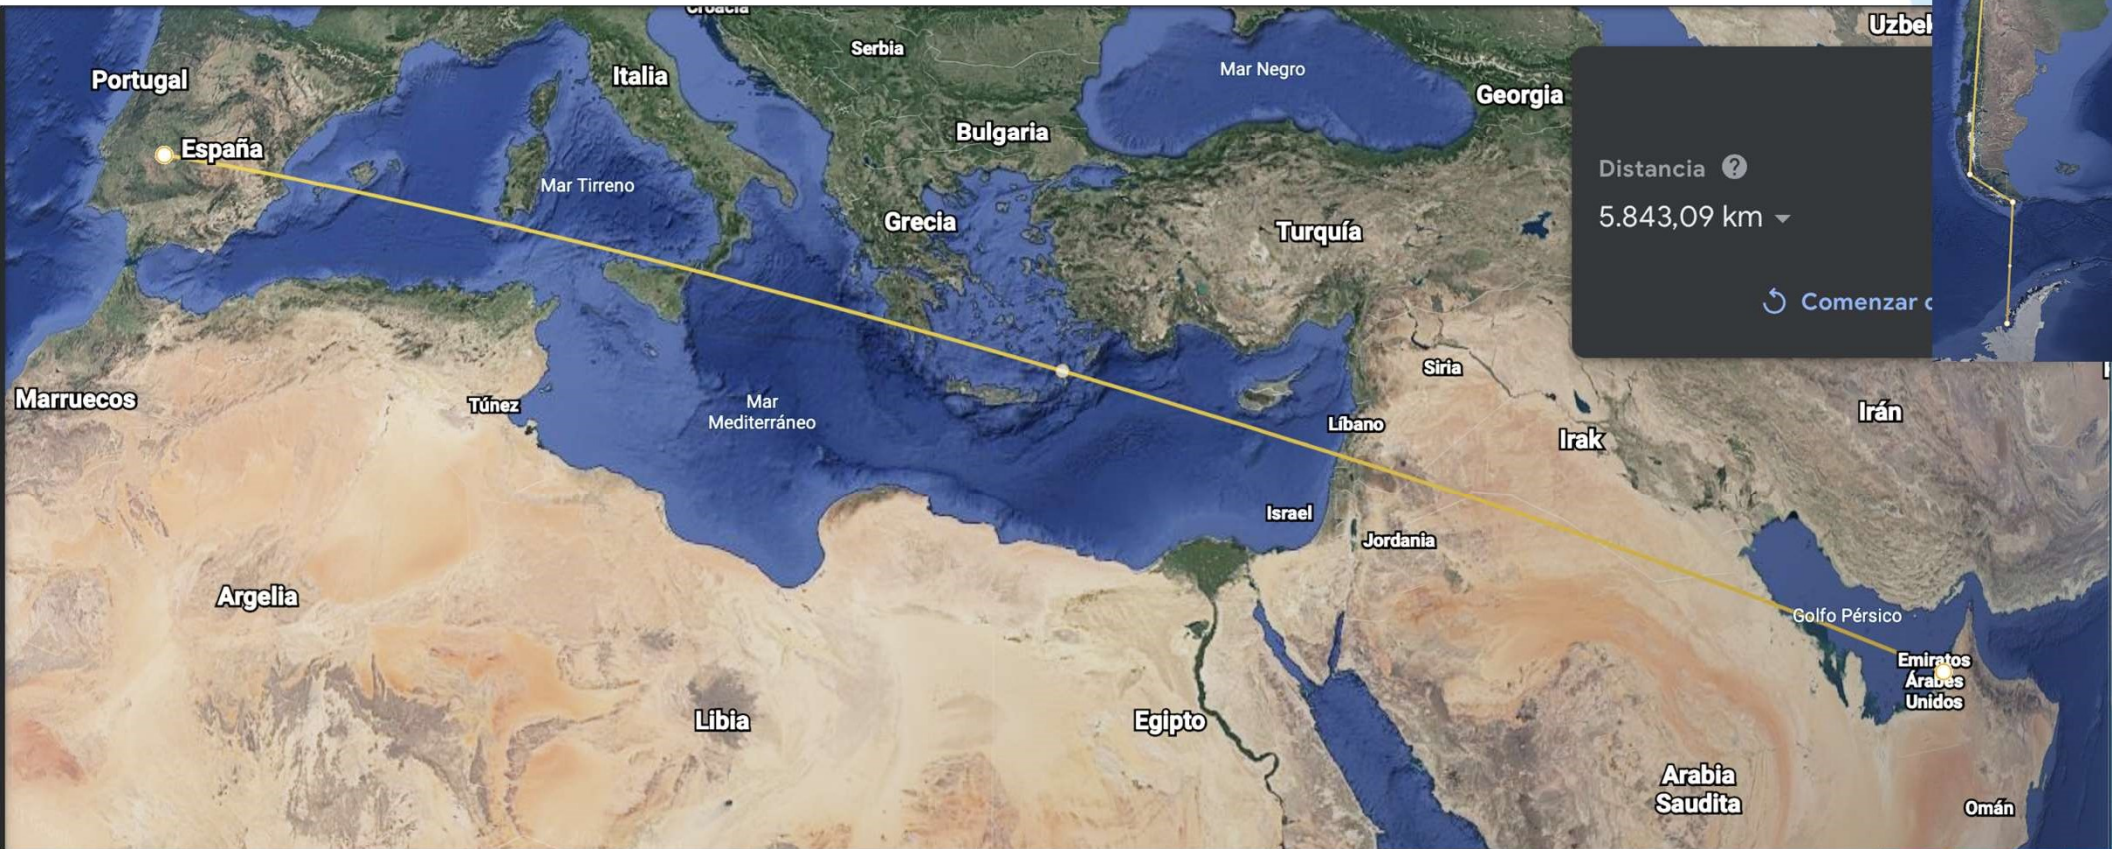 Croacia
Uzbek
Serbia
Portugal
Italia
Mar Negro
Georgia
Bulgaria
España
Distancia ?
Mar Tirreno
5.843,09 km
Grecia
Turquía
Comenzar
Siria
Marruecos
Túnez
Mar
Mediterráneo
Líbano
Irán
Irak
Israel
Jordania
Argelia
Golfo Pérsico
Emiratos
Árabes
Unidos
Libia
Egipto
Arabia
Saudita
Omán